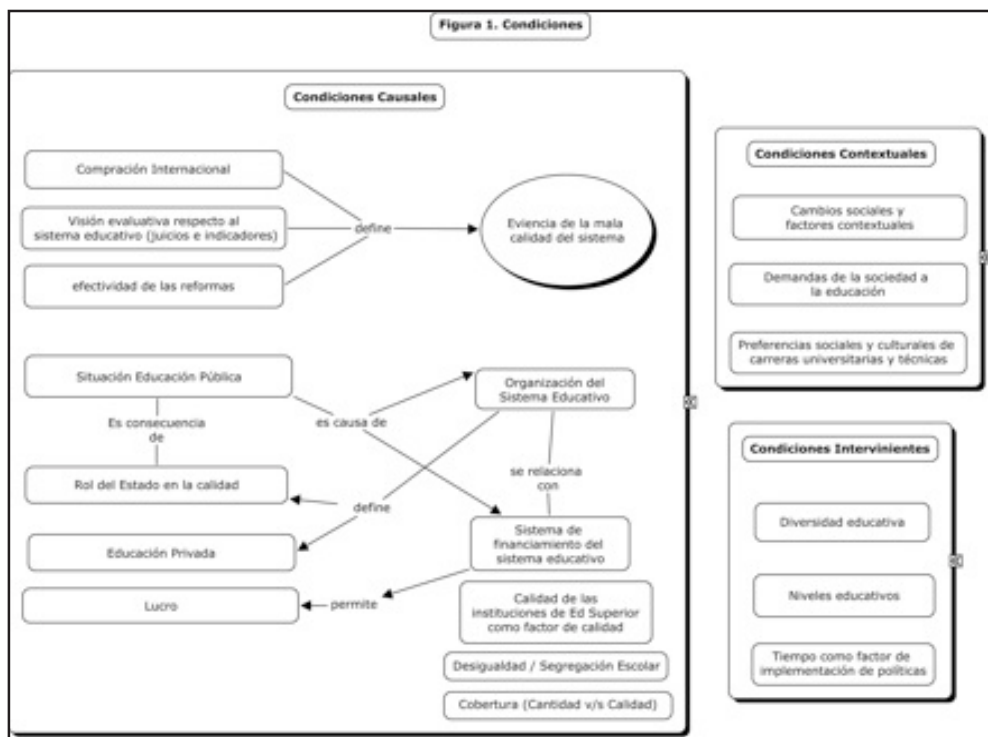 Figura 1. Condiciones
Condiciones Causales
Compración Internacional
Visión evaluativa respecto al
sistema educativo (juicios e indicadores)
efectividad de las reformas
define
Eviencia de la mala
calidad del sistema
Situación Educación Pública
Es consecuencia
de
Rol del Estado en la calidad
es causa de
Organización del
Sistema Educativo
se relaciona
con
define
Educación Privada
Sistema de
financiamiento del
sistema educativo
Lucro
permite
Calidad de las
instituciones de Ed Superior
como factor de calidad
Desigualdad / Segregación Escolar
Cobertura (Cantidad v/s Calidad)
Condiciones Contextuales
Cambios sociales y
factores contextuales
Demandas de la sociedad a
la educación
Preferencias sociales y culturales de
carreras universitarias y técnicas
Condiciones Intervinientes
Diversidad educativa
Niveles educativos
Tiempo como factor de
implementación de políticas